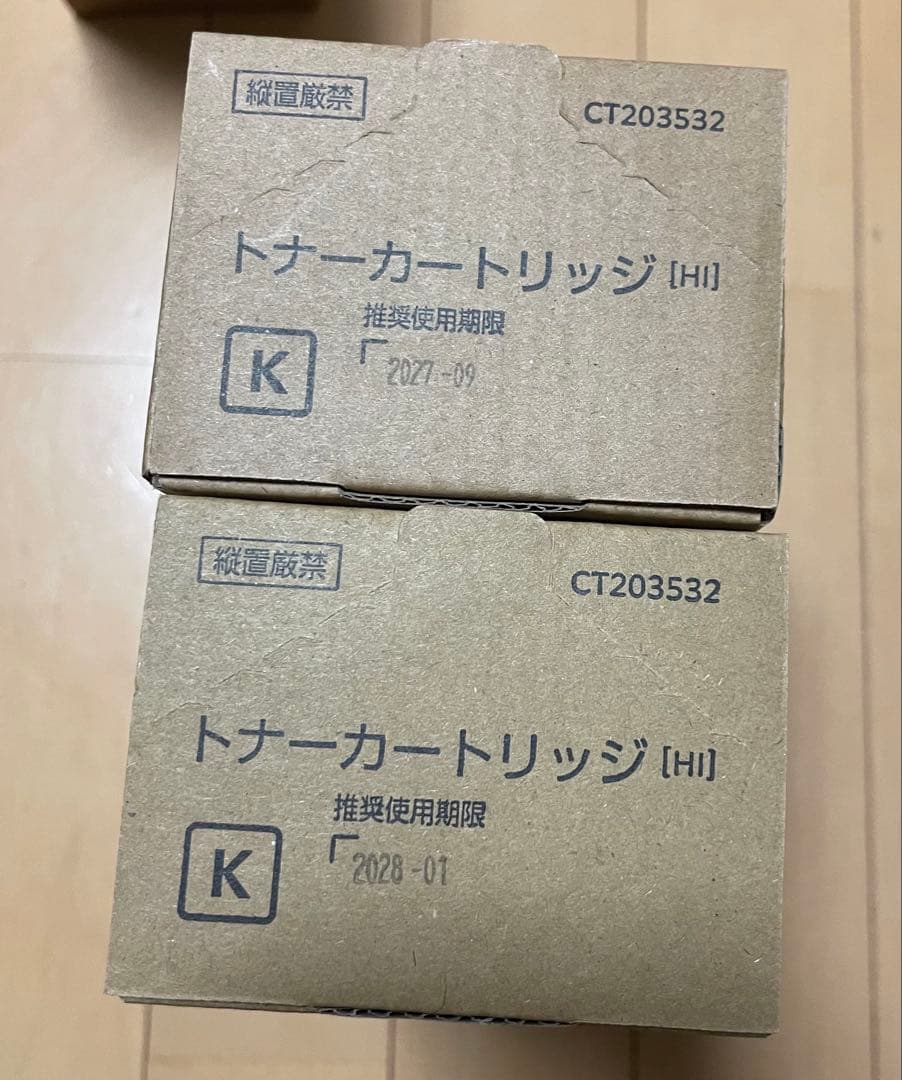 縦置厳禁
CT203532
トナーカートリッジ [HI]
推奨使用期限
2027-09
K
縦置厳禁
CT203532
トナーカートリッジ [HI]
推奨使用期限
2028-01
K